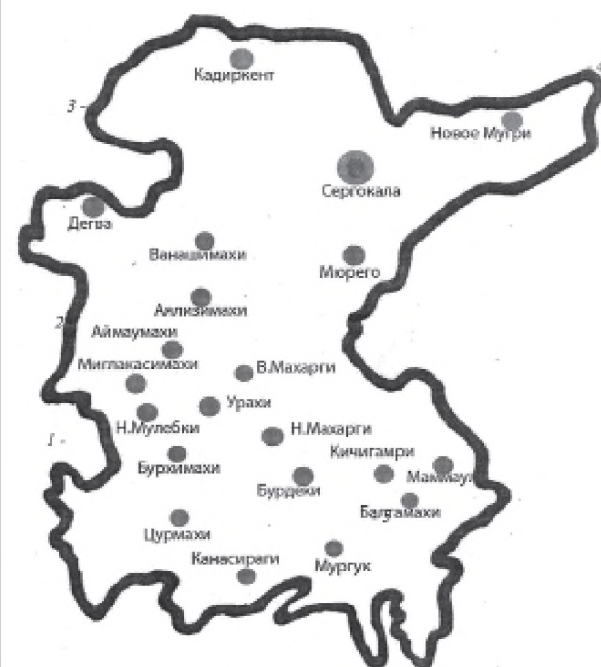 Кадиркент
3
Новое Мугри
Сергокала
Дегва
Ванашимахи
Мюрего
Аялизимахи
2
Аймаумахи
Миглакасимахи
В.Махарги
Урахи
Н.Мулебки
Н.Махарги
1
Кичигамри
Бурхимахи
Маммаул
Бурдеки
Балтамахи
Цурмахи
Канасираги
Мургук